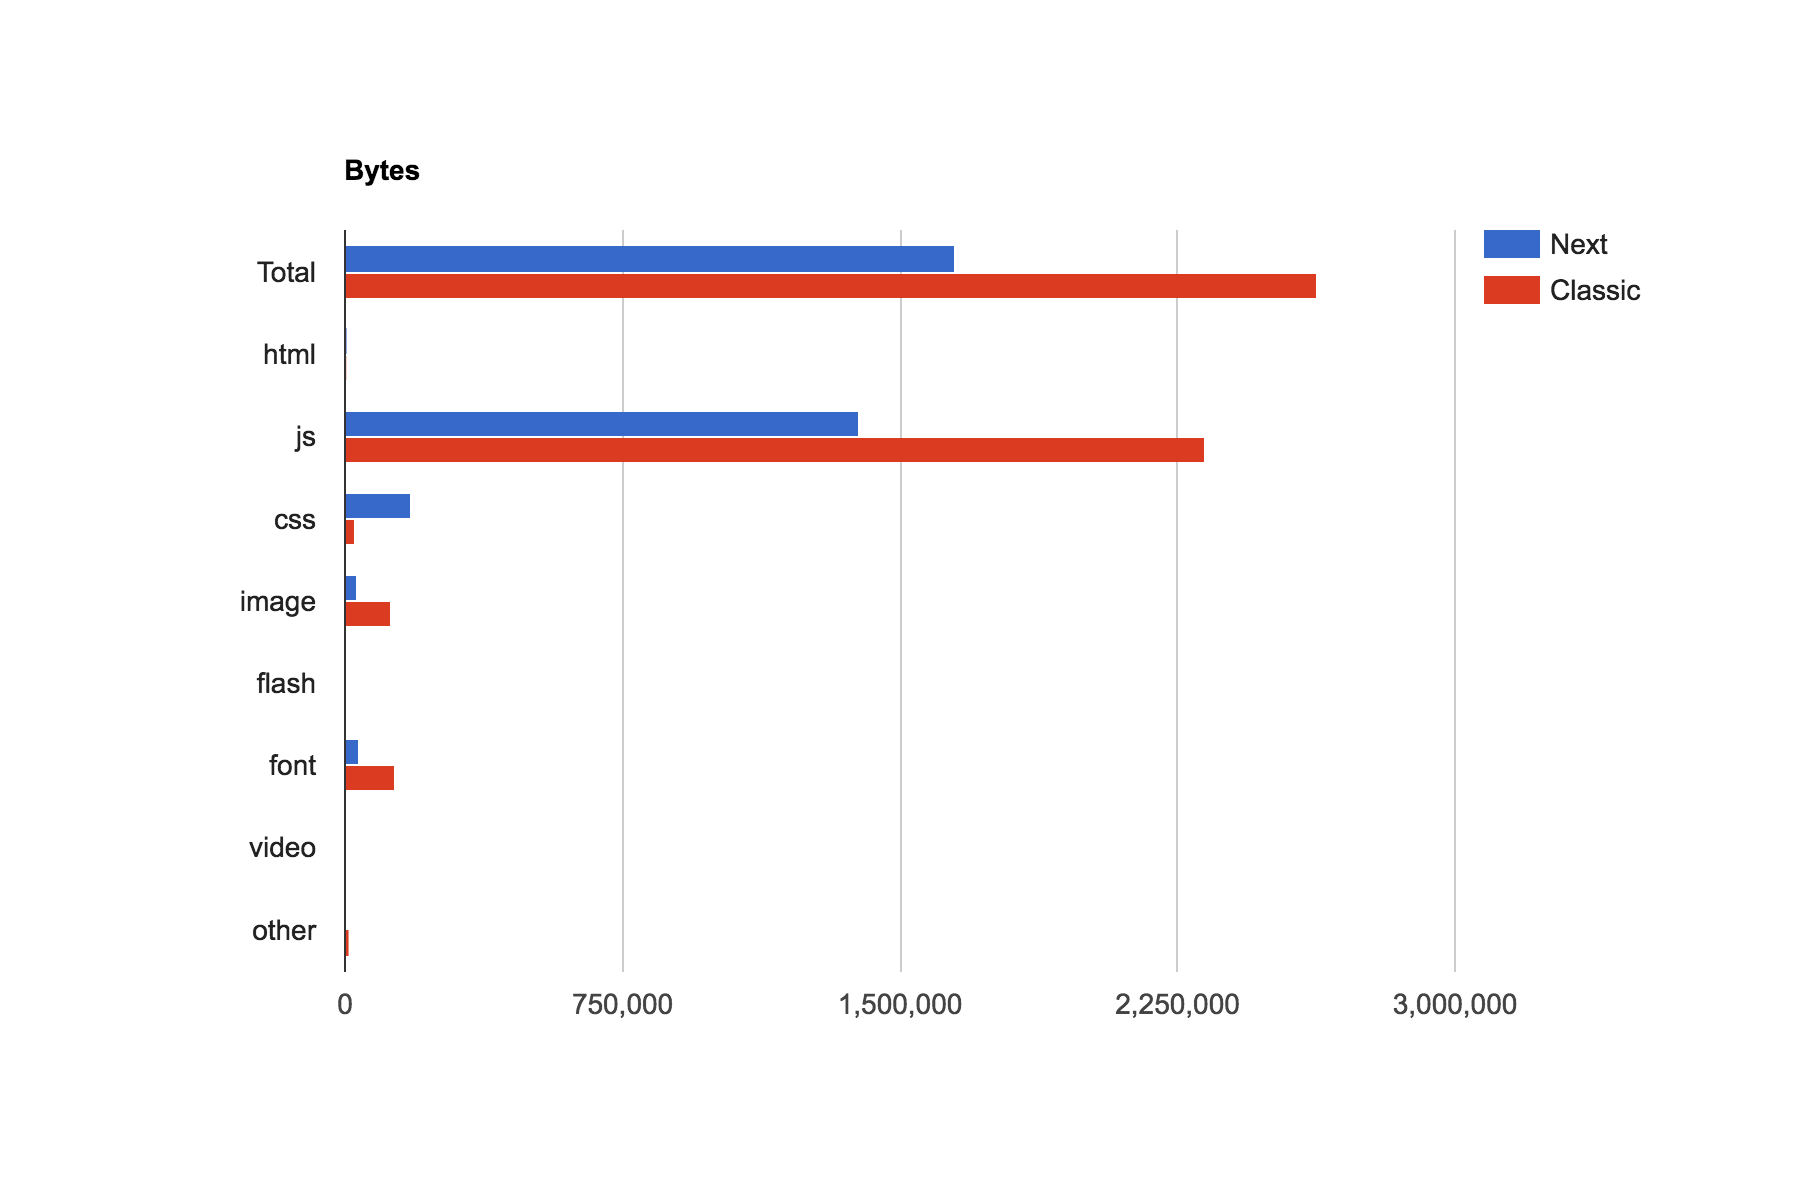 Bytes
Next
Classic
Total
html
js
css
image
flash
font
video
other
0 750,000 1,500,000 2,250,000 3,000,000